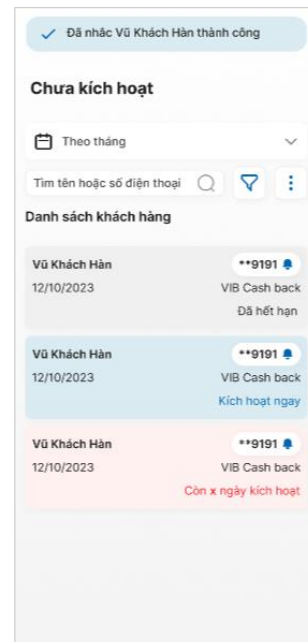 Đã nhắc Vũ Khách Hàn thành công
Chưa kích hoạt
Theo tháng
Tìm tên hoặc số điện thoại
Danh sách khách hàng
Vũ Khách Hàn **9191
12/10/2023 VIB Cash back
Đã hết hạn
Vũ Khách Hàn **9191
12/10/2023 VIB Cash back
Kích hoạt ngay
Vũ Khách Hàn **9191
12/10/2023 VIB Cash back
Còn x ngày kích hoạt